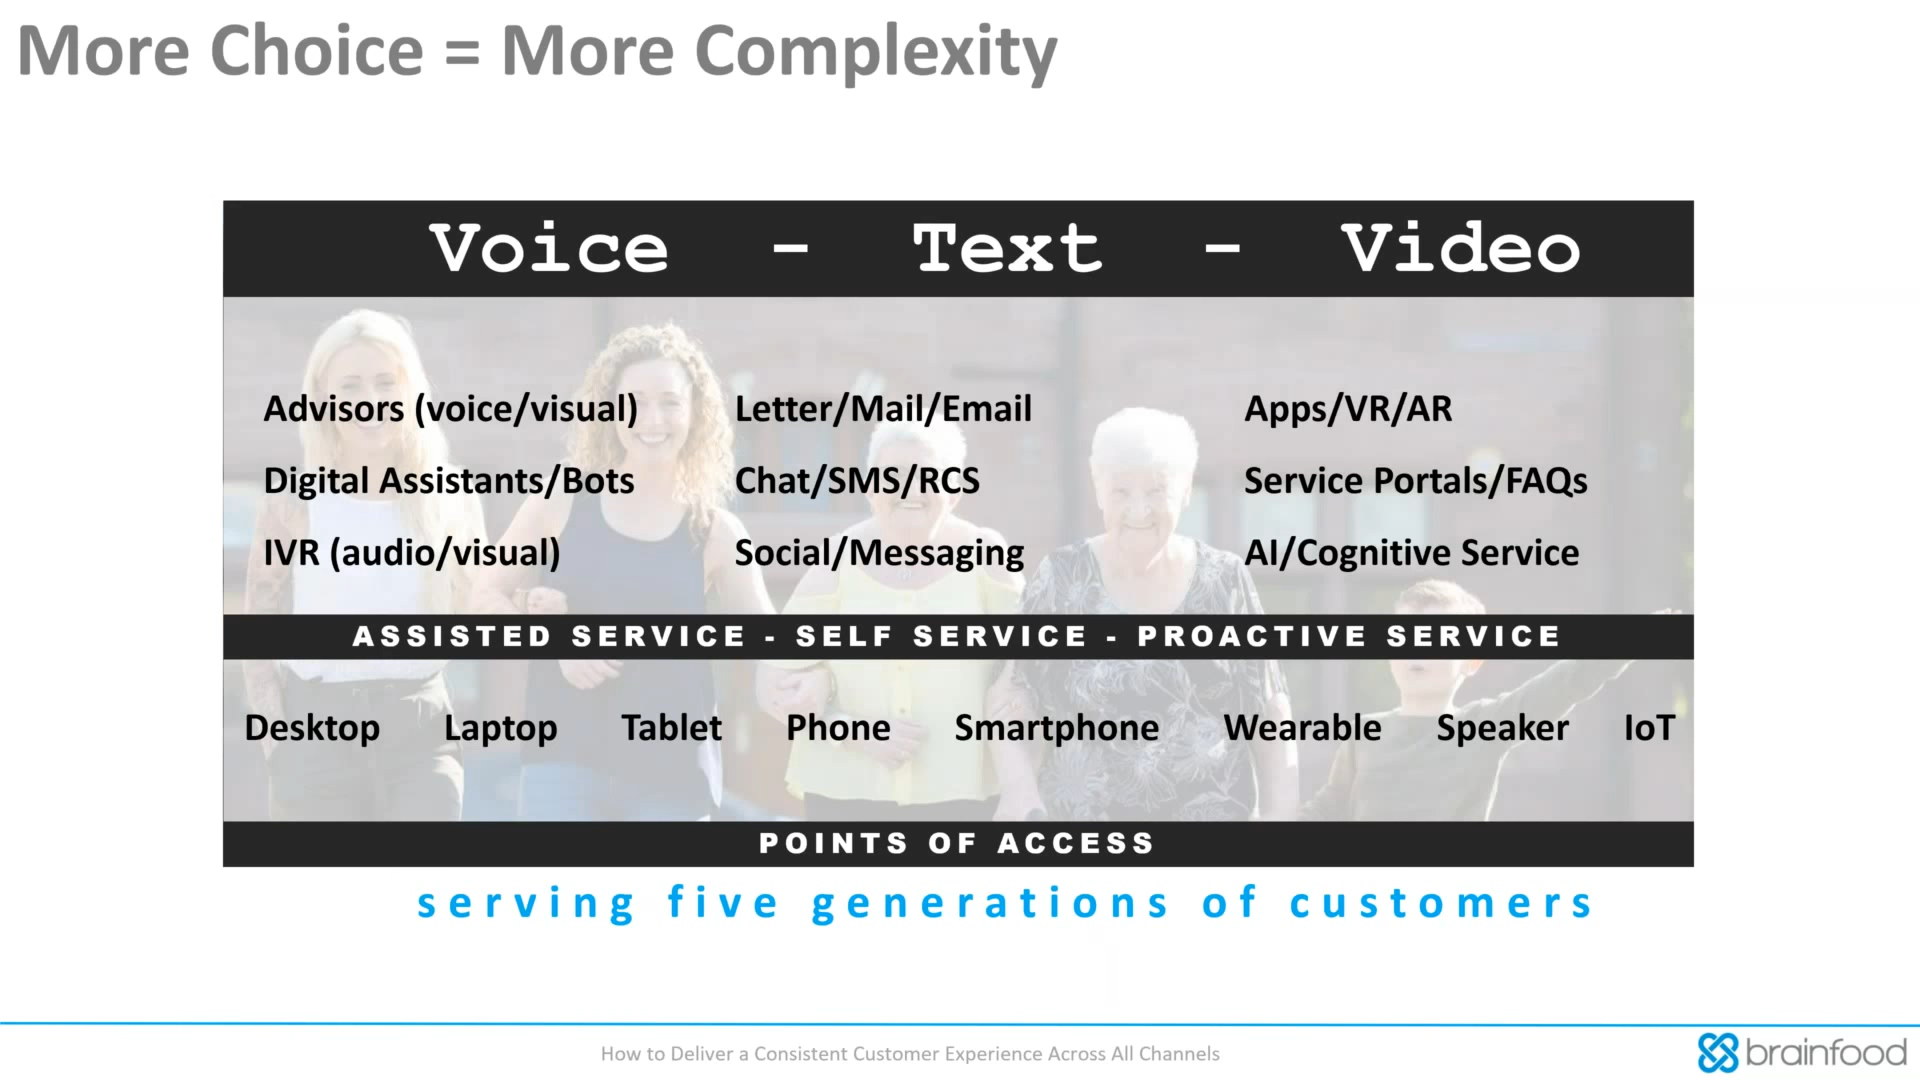 More Choice = More Complexity
Voice - Text - Video
Advisors (voice/visual) Letter/Mail/Email Apps/VR/AR
Digital Assistants/Bots Chat/SMS/RCS Service Portals/FAQs
IVR (audio/visual) Social/Messaging AI/Cognitive Service
ASSISTED SERVICE - SELF SERVICE - PROACTIVE SERVICE
Desktop Laptop Tablet Phone Smartphone Wearable Speaker IoT
POINTS OF ACCESS
serving five generations of customers
How to Deliver a Consistent Customer Experience Across All Channels
brainfood